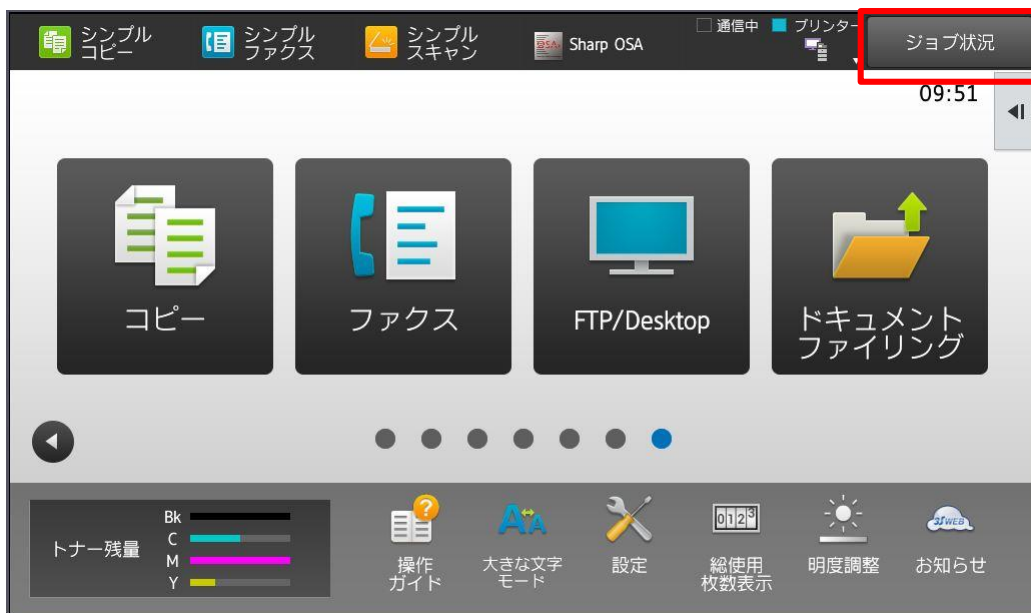 シンプル
コピー
シンプル
ファクス
シンプル
スキャン
OSA
Sharp OSA
通信中
プリンター
ジョブ状況
09:51
コピー
ファクス
FTP/Desktop
ドキュメント
ファイリング
トナー残量
Bk
C
M
Y
操作
ガイド
大きな文字
モード
設定
0123
総使用
枚数表示
明度調整
お知らせ